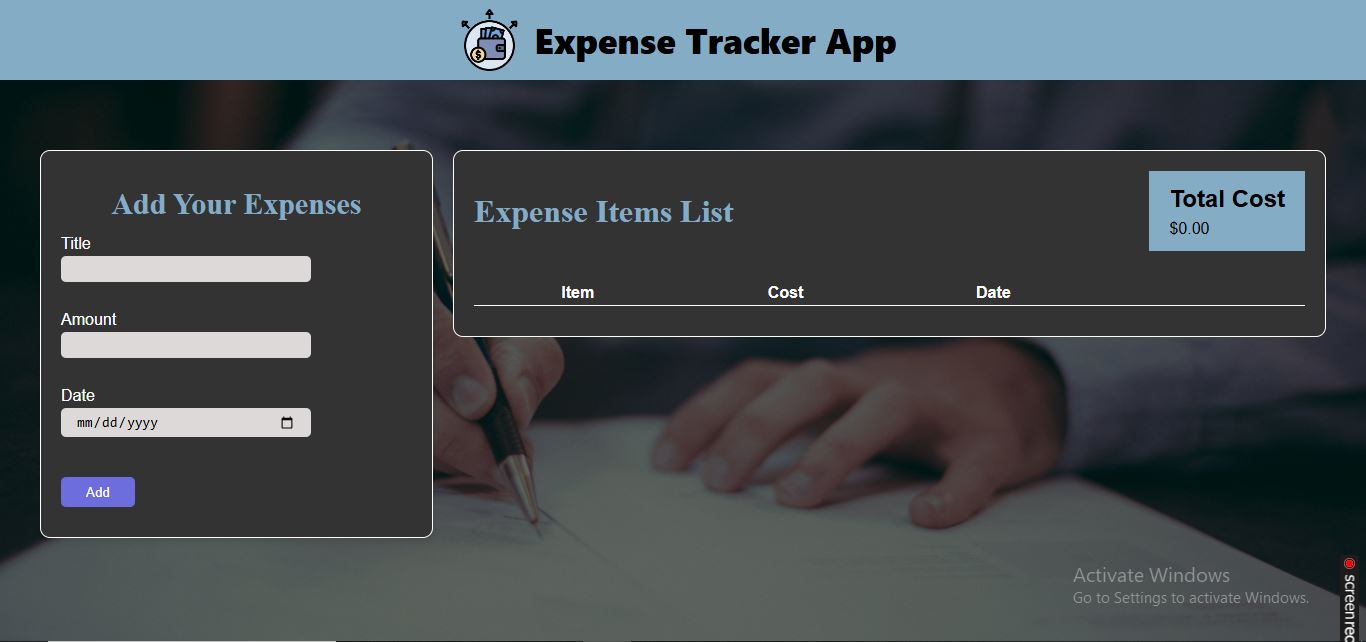 Expense Tracker App
Add Your Expenses
Title
Amount
Date
mm/dd/yyyy
Add
Expense Items List
Total Cost
$0.00
Item Cost Date
Activate Windows
Go to Settings to activate Windows.
screenrec